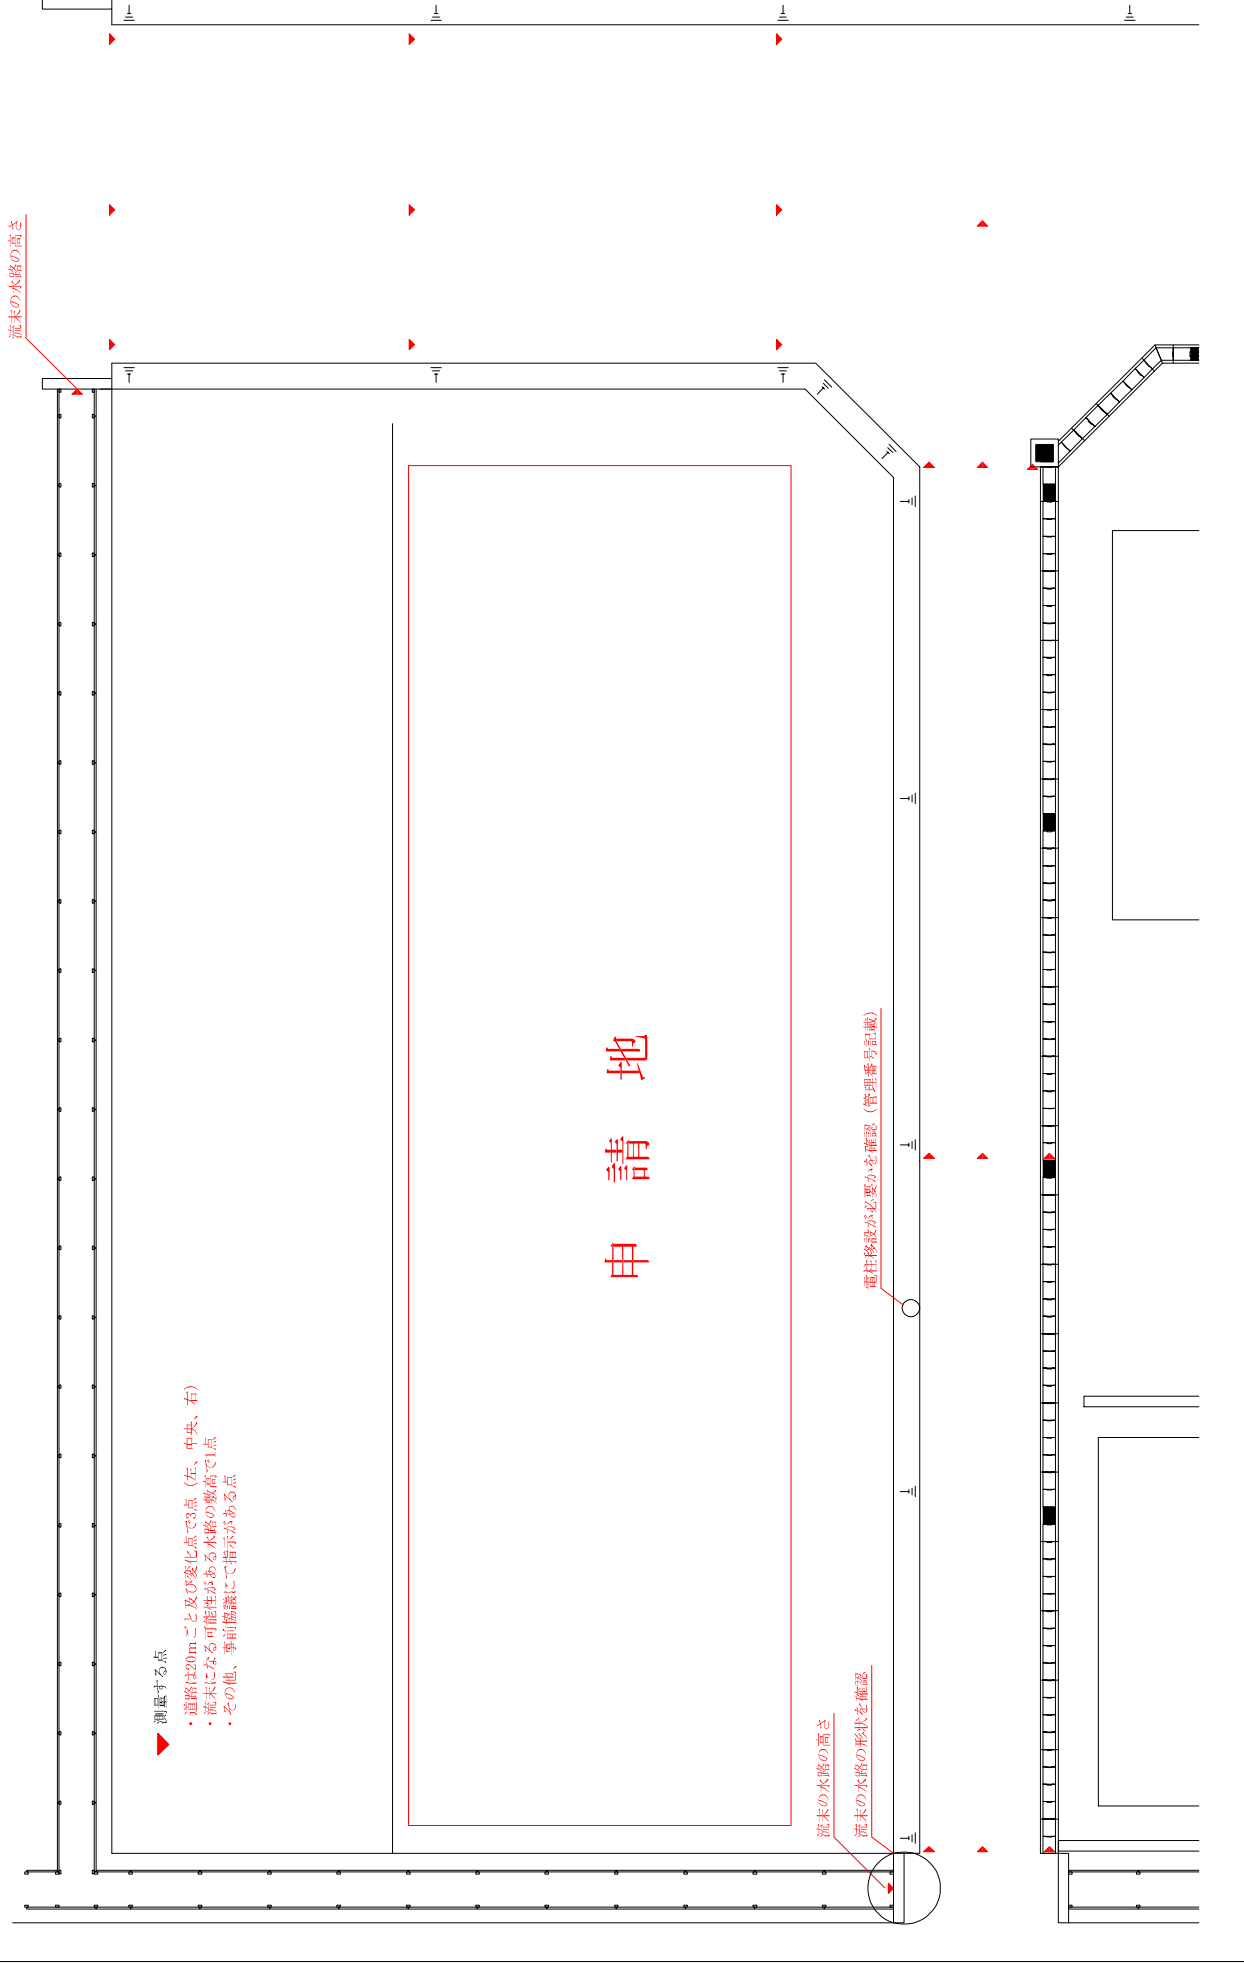 流末の水路の高さ
測量する点
・道路は20mごと及び変化点で3点（左、中央、右）
・流末になる可能性がある水路の敷高で1点
・その他、事前協議にて指示がある点
申請地
流末の水路の高さ
流末の水路の形状を確認
電柱移設が必要かを確認（管理番号記載）